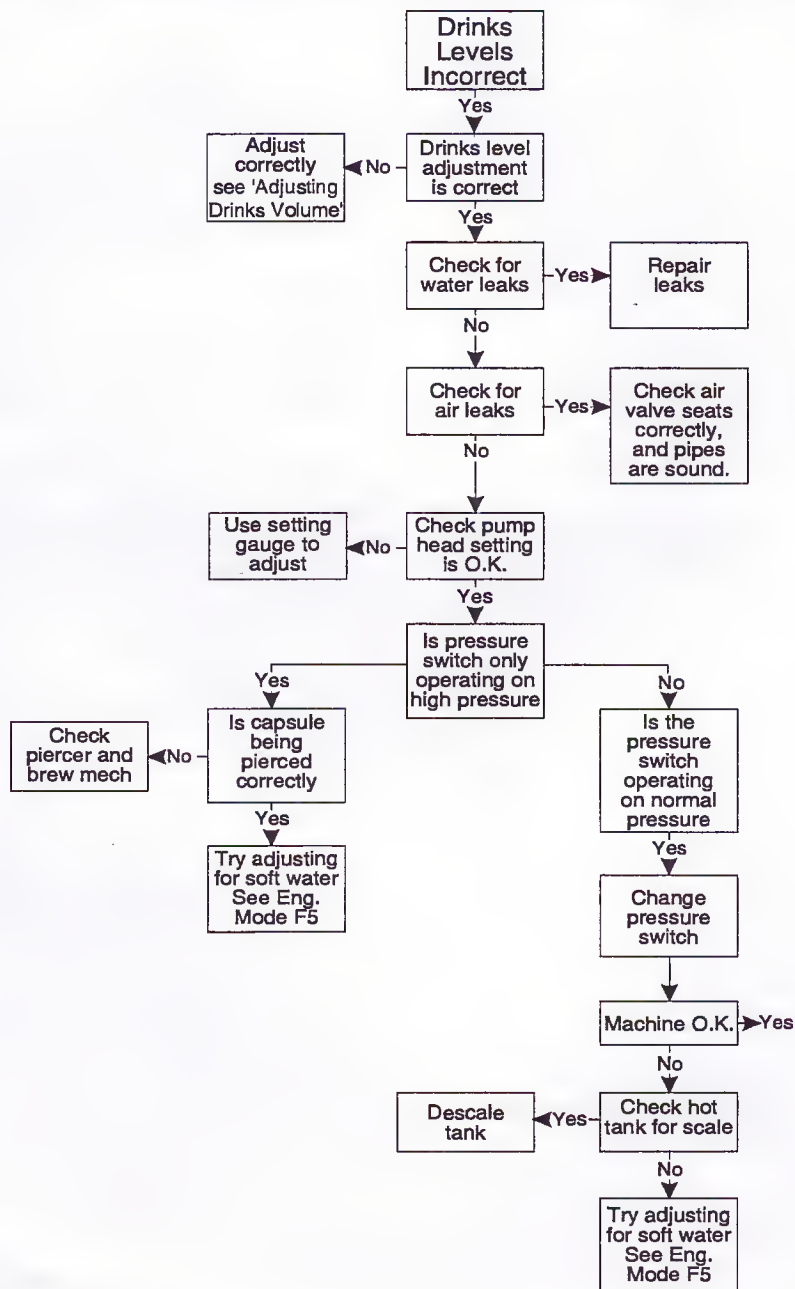 Drinks
Levels
Incorrect
Yes
Adjust
correctly
see 'Adjusting
Drinks Volume'
No
Drinks level
adjustment
is correct
Yes
Check for
water leaks
Yes
Repair
leaks
No
Check for
air leaks
Yes
Check air
valve seats
correctly,
and pipes
are sound.
No
Use setting
gauge to
adjust
No
Check pump
head setting
is O.K.
Yes
Is pressure
switch only
operating on
high pressure
Yes
No
Check
piercer and
brew mech
No
Is capsule
being
pierced
correctly
Is the
pressure
switch
operating
on normal
pressure
Yes
Yes
Try adjusting
for soft water
See Eng.
Mode F5
Change
pressure
switch
Machine O.K.
Yes
No
Descale
tank
Yes
Check hot
tank for scale
No
Try adjusting
for soft water
See Eng.
Mode F5